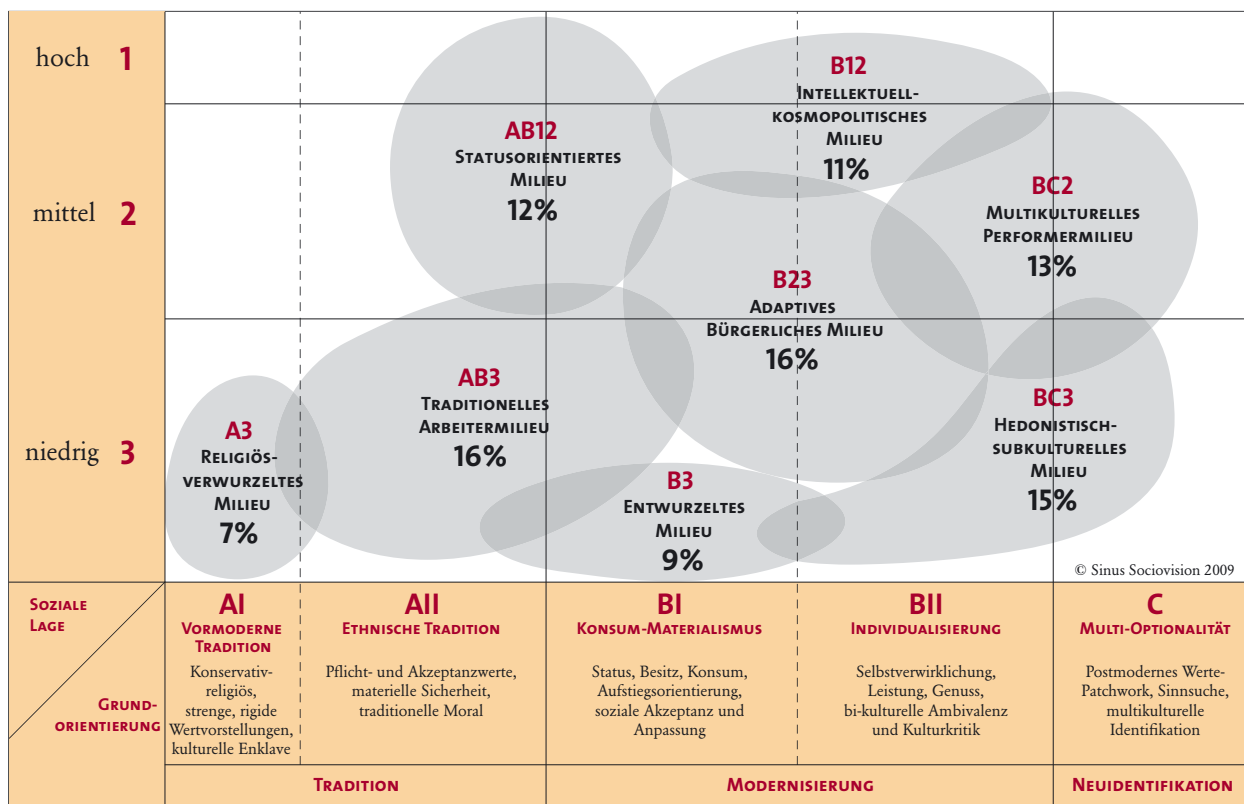 hoch 1
mittel 2
niedrig 3
B12
INTELLEKTUELL-
KOSMOPOLITISCHES
MILIEU
11%
AB12
STATUSORIENTIERTES
MILIEU
12%
BC2
MULTIKULTURELLES
PERFORMERMILIEU
13%
B23
ADAPTIVES
BÜRGERLICHES MILIEU
16%
AB3
TRADITIONELLES
ARBEITERMILIEU
16%
BC3
HEDONISTISCH-
SUBKULTURELLES
MILIEU
15%
A3
RELIGIÖS-
VERWURZELTES
MILIEU
7%
B3
ENTWURZELTES
MILIEU
9%
© Sinus Sociovision 2009
SOZIALE
LAGE
GRUND-
ORIENTIERUNG
AI
VORMODERNE
TRADITION
Konservativ-
religiös,
strenge, rigide
Wertvorstellungen,
kulturelle Enklave
AII
ETHNISCHE TRADITION
Pflicht- und Akzeptanzwerte,
materielle Sicherheit,
traditionelle Moral
BI
KONSUM-MATERIALISMUS
Status, Besitz, Konsum,
Aufstiegsorientierung,
soziale Akzeptanz und
Anpassung
BII
INDIVIDUALISIERUNG
Selbstverwirklichung,
Leistung, Genuss,
bi-kulturelle Ambivalenz
und Kulturkritik
C
MULTI-OPTIONALITÄT
Postmodernes Werte-
Patchwork, Sinnsuche,
multikulturelle
Identifikation
TRADITION
MODERNISIERUNG
NEUIDENTIFIKATION